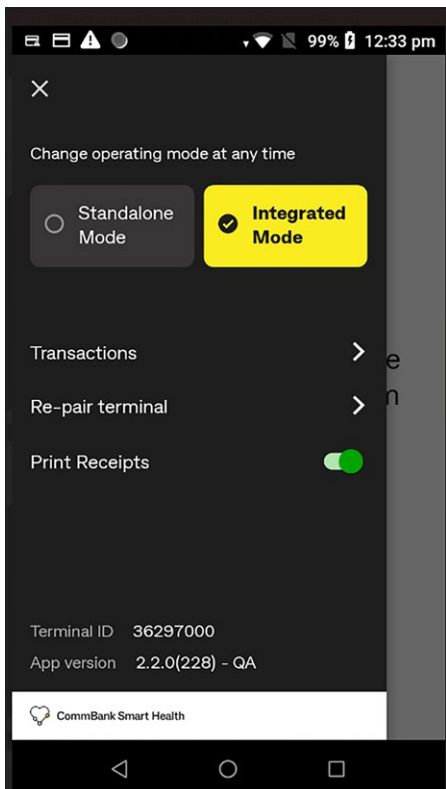 99% 12:33 pm
Change operating mode at any time
Standalone
Mode
Integrated
Mode
Transactions
e
Re-pair terminal
n
Print Receipts
Terminal ID 36297000
App version 2.2.0(228) - QA
CommBank Smart Health